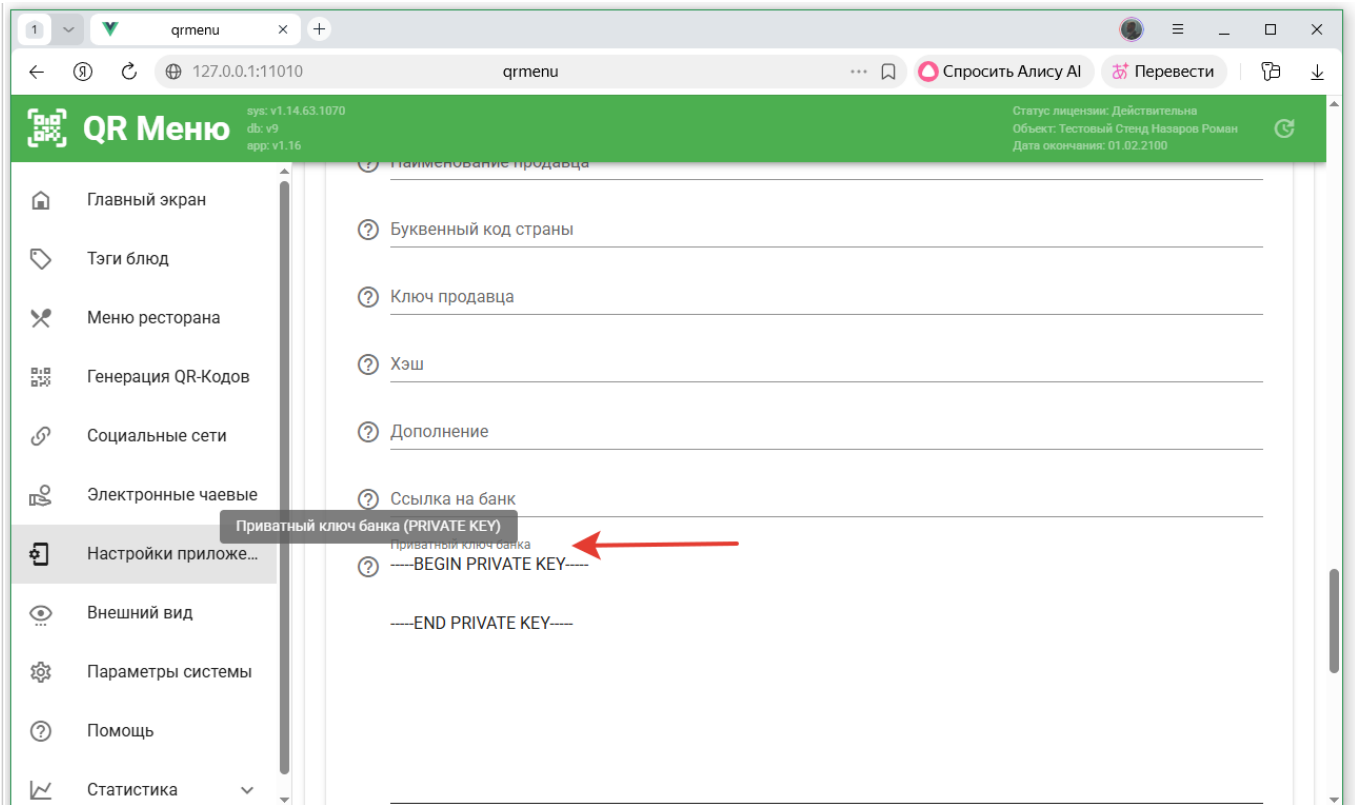 1
qrmenu
127.0.0.1:11010
qrmenu
Спросить Алису AI
Перевести
QR Меню
sys: v1.14.63.1070
db: v9
app: v1.16
Статус лицензии: Действительна
Объект: Тестовый Стенд Назаров Роман
Дата окончания: 01.02.2100
Главный экран
Тэги блюд
Меню ресторана
Генерация QR-Кодов
Социальные сети
Электронные чаевые
Настройки приложе...
Внешний вид
Параметры системы
Помощь
Статистика
Наименование продавца
Буквенный код страны
Ключ продавца
Хэш
Дополнение
Ссылка на банк
Приватный ключ банка (PRIVATE KEY)
Приватный ключ банка
-----BEGIN PRIVATE KEY-----
-----END PRIVATE KEY-----